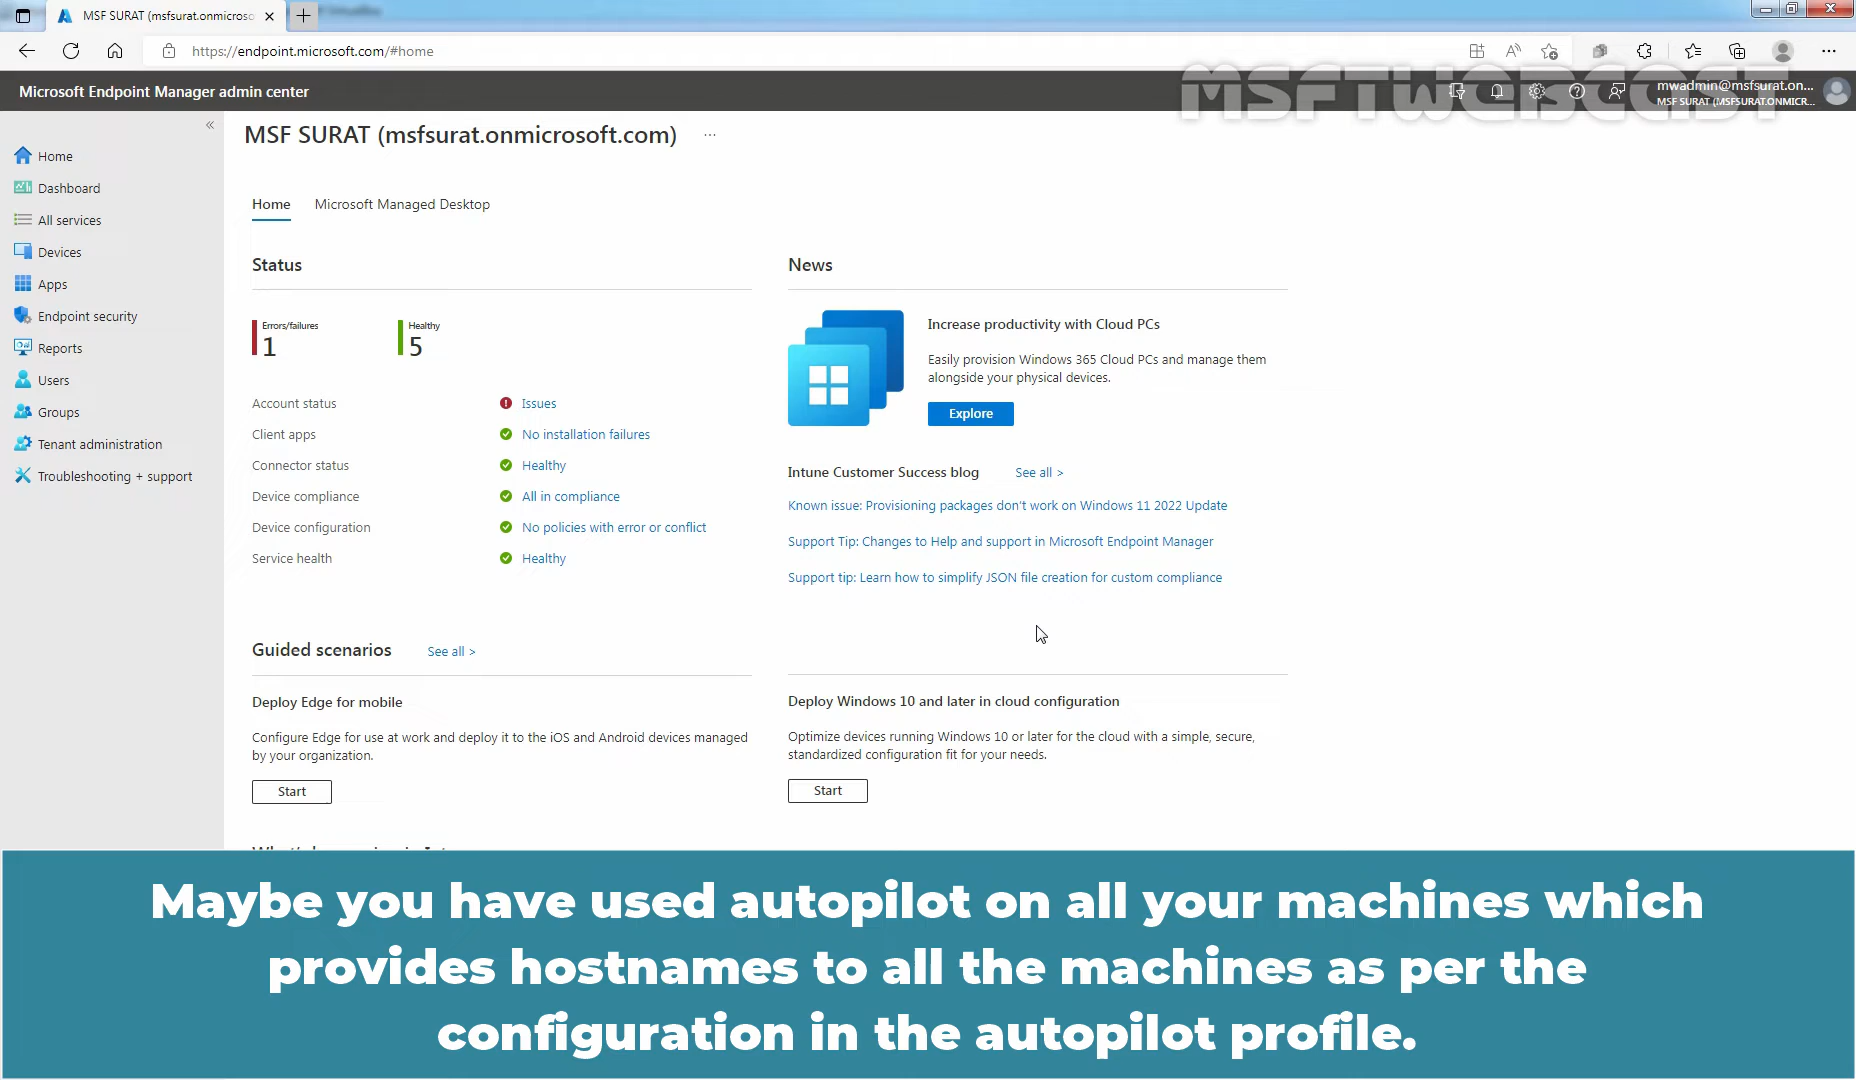 MSF SURAT (msfsurat.onmicroso
https://endpoint.microsoft.com/#home
MSFTWEBCAST
Microsoft Endpoint Manager admin center
mwadmin@msfsurat.on...
MSF SURAT (MSFSURAT.ONMICR...
MSF SURAT (msfsurat.onmicrosoft.com) ...
Home
Dashboard
All services
Devices
Apps
Endpoint security
Reports
Users
Groups
Tenant administration
Troubleshooting + support
Home Microsoft Managed Desktop
Status
Errors/failures
1
Healthy
5
Account status Issues
Client apps No installation failures
Connector status Healthy
Device compliance All in compliance
Device configuration No policies with error or conflict
Service health Healthy
News
Increase productivity with Cloud PCs
Easily provision Windows 365 Cloud PCs and manage them
alongside your physical devices.
Explore
Intune Customer Success blog See all >
Known issue: Provisioning packages don't work on Windows 11 2022 Update
Support Tip: Changes to Help and support in Microsoft Endpoint Manager
Support tip: Learn how to simplify JSON file creation for custom compliance
Guided scenarios See all >
Deploy Edge for mobile
Configure Edge for use at work and deploy it to the iOS and Android devices managed
by your organization.
Start
Deploy Windows 10 and later in cloud configuration
Optimize devices running Windows 10 or later for the cloud with a simple, secure,
standardized configuration fit for your needs.
Start
Maybe you have used autopilot on all your machines which
provides hostnames to all the machines as per the
configuration in the autopilot profile.